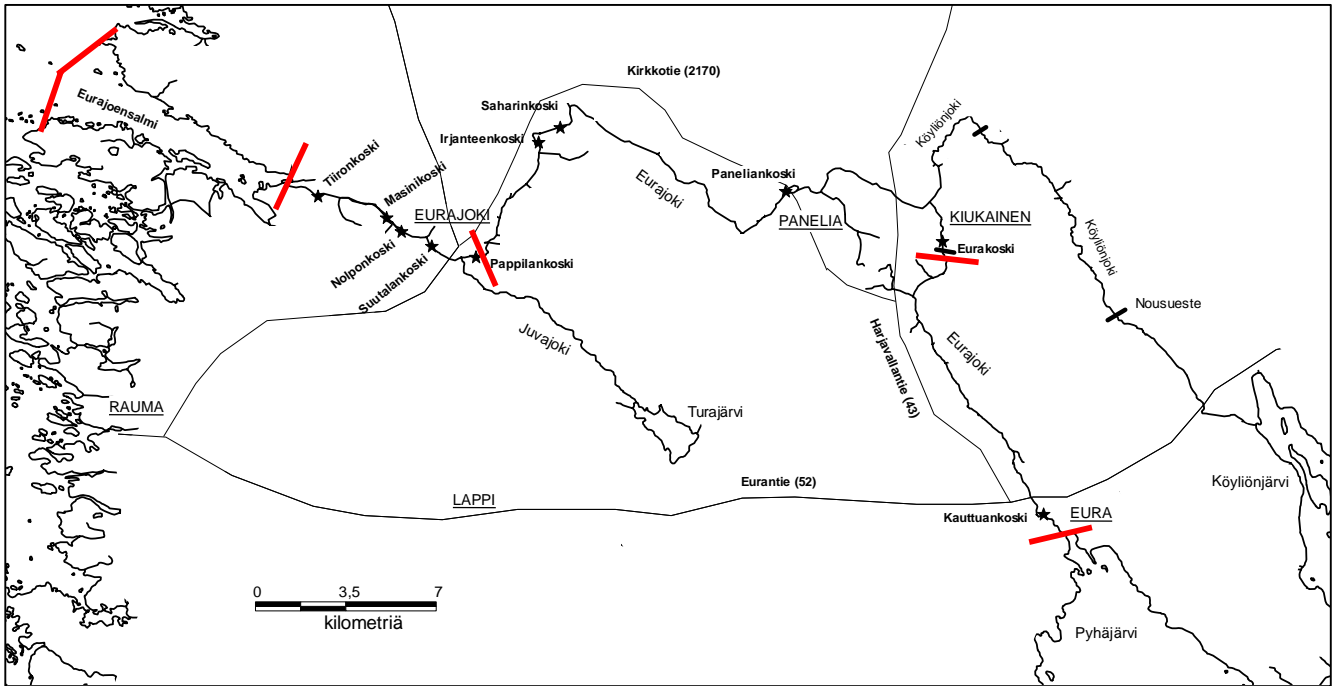 Kirkkotie (2170)
Saharinkoski
Eurajoensalmi
Irjanteenkoski
Köyliönjoki
Tiironkoski
Masinikoski
Eurajoki
Paneliankoski
EURAJOKI
PANELIA
KIUKAINEN
Köyliönjoki
Nolponkoski
Suutalankoski
Pappilankoski
Eurakoski
Nousueste
Juvajoki
Harjavallantie (43)
Eurajoki
RAUMA
Turajärvi
Eurantie (52)
LAPPI
Köyliönjärvi
Kauttuankoski
EURA
0 3,5 7
kilometriä
Pyhäjärvi